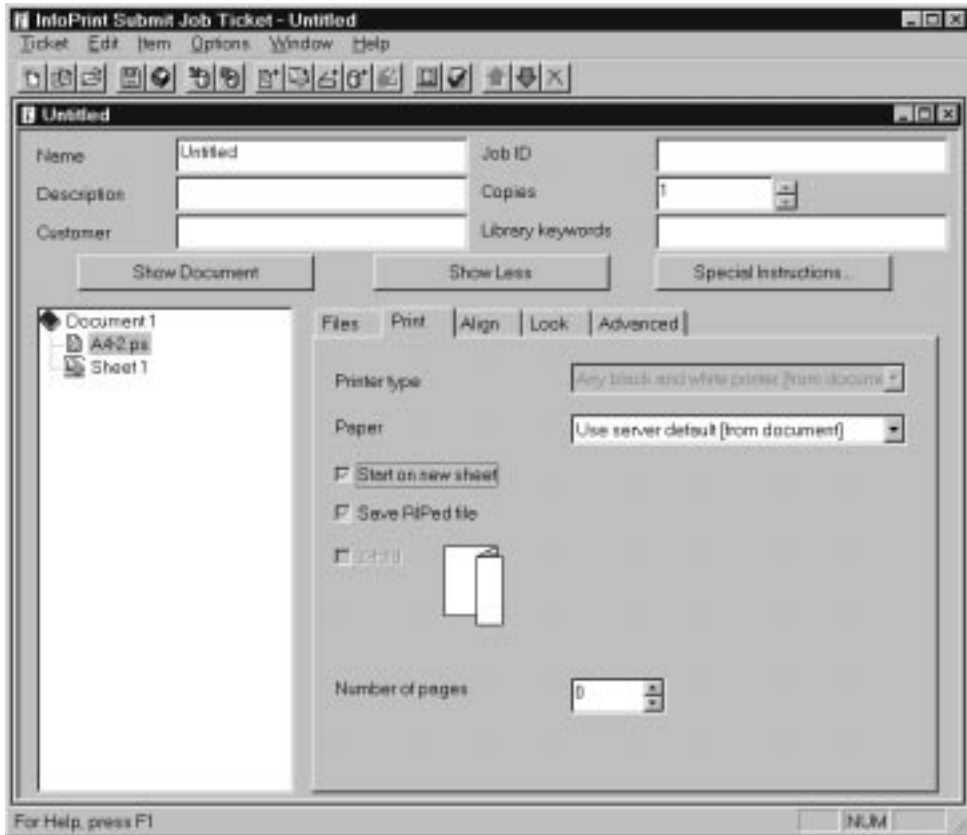 InfoPrint Submit Job Ticket - Untitled
Ticket Edit Item Options Window Help
Untitled
Name Untitled Job ID
Description Copies 1
Customer Library keywords
Show Document Show Less Special Instructions...
Document 1
A4-2.ps
Sheet 1
Files Print Align Look Advanced
Printer type Any black and white printer [from docume
Paper Use server default [from document]
Start on new sheet
Save RIPed file
Z-fold
Number of pages 0
For Help, press F1 NUM